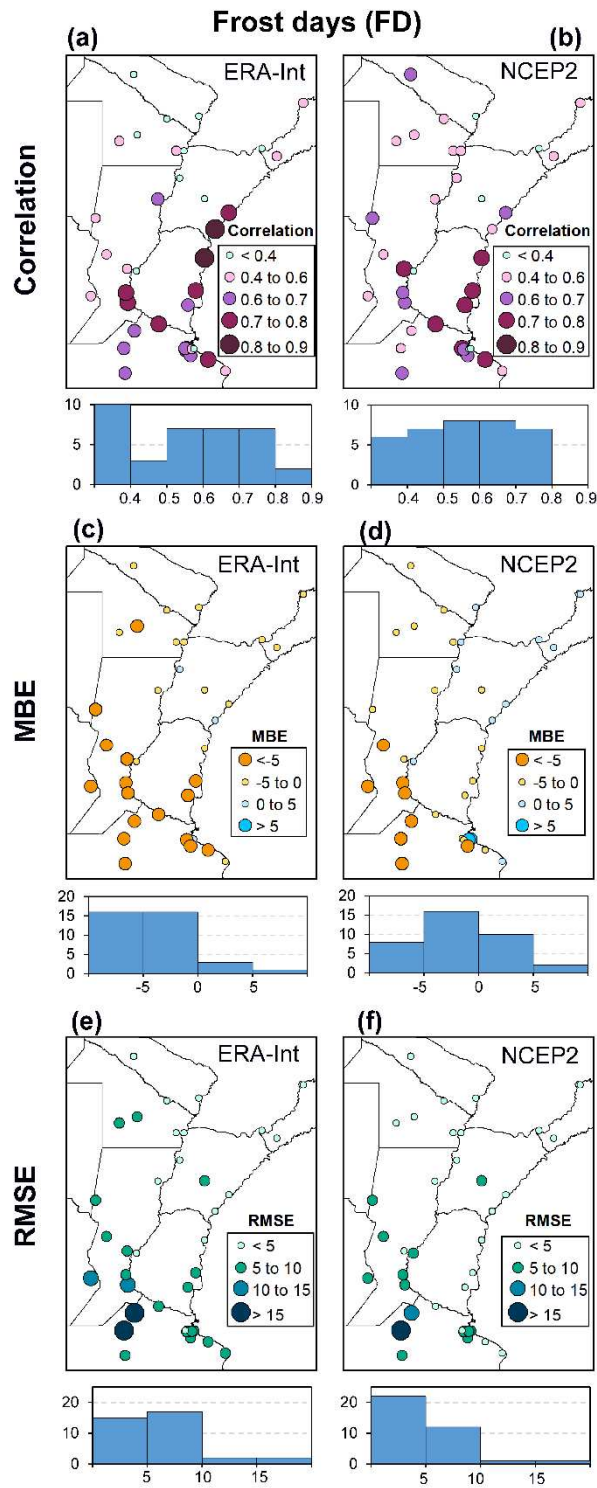 Frost days (FD)
(a) (b)
ERA-Int NCEP2
Correlation
Correlation Correlation
< 0.4 < 0.4
0.4 to 0.6 0.4 to 0.6
0.6 to 0.7 0.6 to 0.7
0.7 to 0.8 0.7 to 0.8
0.8 to 0.9 0.8 to 0.9
10 10
5 5
0 0
0.4 0.5 0.6 0.7 0.8 0.9 0.4 0.5 0.6 0.7 0.8 0.9
(c) (d)
ERA-Int NCEP2
MBE
MBE MBE
<-5 <-5
-5 to 0 -5 to 0
0 to 5 0 to 5
> 5 > 5
20 20
15 15
10 10
5 5
0 0
-5 0 5 -5 0 5
(e) (f)
ERA-Int NCEP2
RMSE
RMSE RMSE
< 5 < 5
5 to 10 5 to 10
10 to 15 10 to 15
> 15 > 15
20 20
10 10
0 0
5 10 15 5 10 15